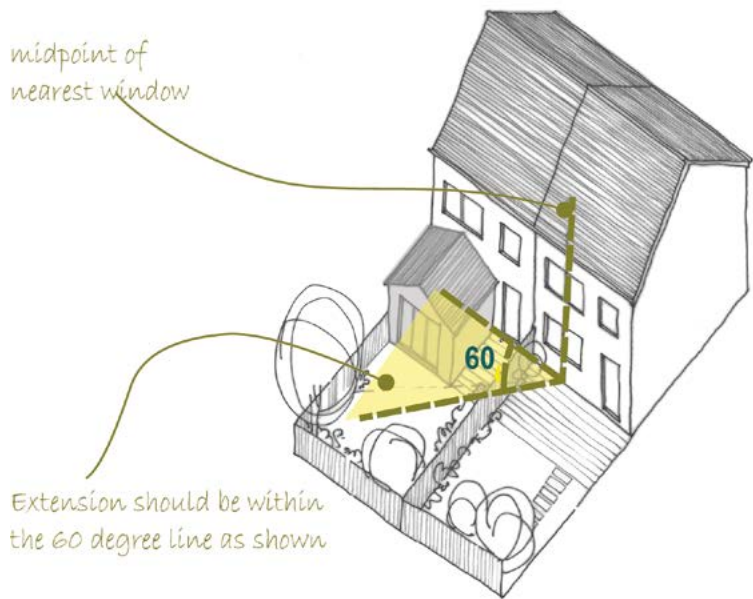 midpoint of
nearest window
60
Extension should be within
the 60 degree line as shown